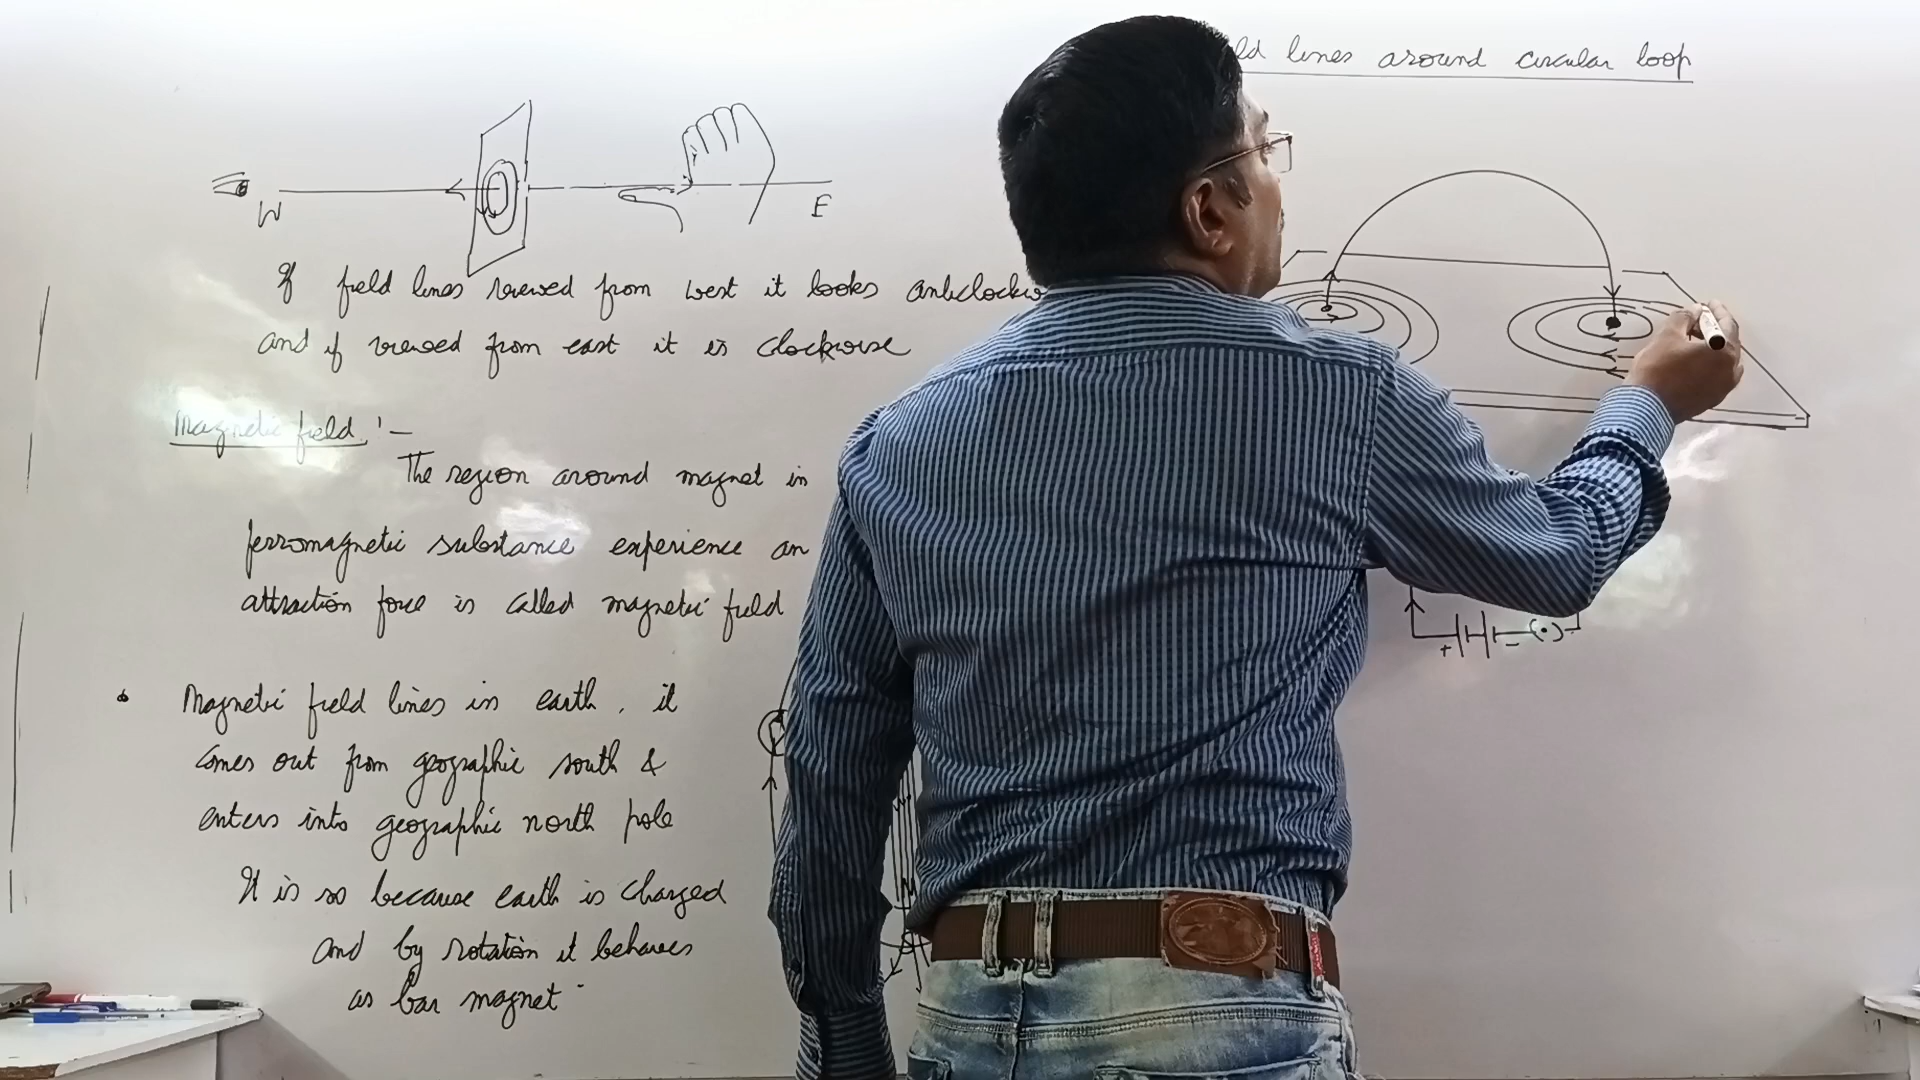 ld lines around circular loop
W
E
If field lines viewed from west it looks
and if viewed from east it is clockwise
Magnetic field :-
The region around magnet in
ferromagnetic substance experience an
attraction force is called magnetic field
Magnetic field lines in earth, it
comes out from geographic south &
enters into geographic north pole
It is so because earth is charged
and by rotation it behaves
as bar magnet
+ -